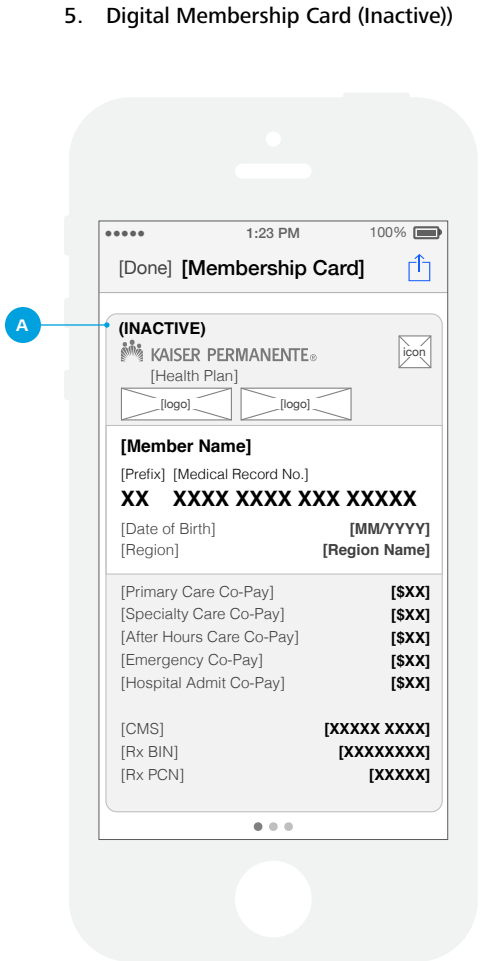 5. Digital Membership Card (Inactive))
1:23 PM 100%
[Done] [Membership Card]
A
(INACTIVE)
KAISER PERMANENTE®
icon
[Health Plan]
[logo] [logo]
[Member Name]
[Prefix] [Medical Record No.]
XX XXXX XXXX XXX XXXXX
[Date of Birth] [MM/YYYY]
[Region] [Region Name]
[Primary Care Co-Pay] [$XX]
[Specialty Care Co-Pay] [$XX]
[After Hours Care Co-Pay] [$XX]
[Emergency Co-Pay] [$XX]
[Hospital Admit Co-Pay] [$XX]
[CMS] [XXXXX XXXX]
[Rx BIN] [XXXXXXXX]
[Rx PCN] [XXXXX]